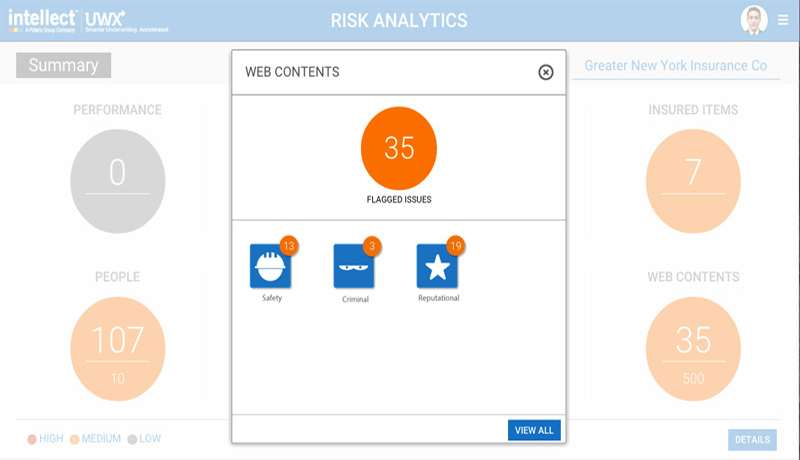 intellect UWX
A Polaris Group Company Smarter Underwriting. Accelerated.
RISK ANALYTICS
Summary
Greater New York Insurance Co
PERFORMANCE
0
INSURED ITEMS
7
PEOPLE
107
10
WEB CONTENTS
35
500
WEB CONTENTS
35
FLAGGED ISSUES
13
Safety
3
Criminal
19
Reputational
VIEW ALL
HIGH MEDIUM LOW
DETAILS